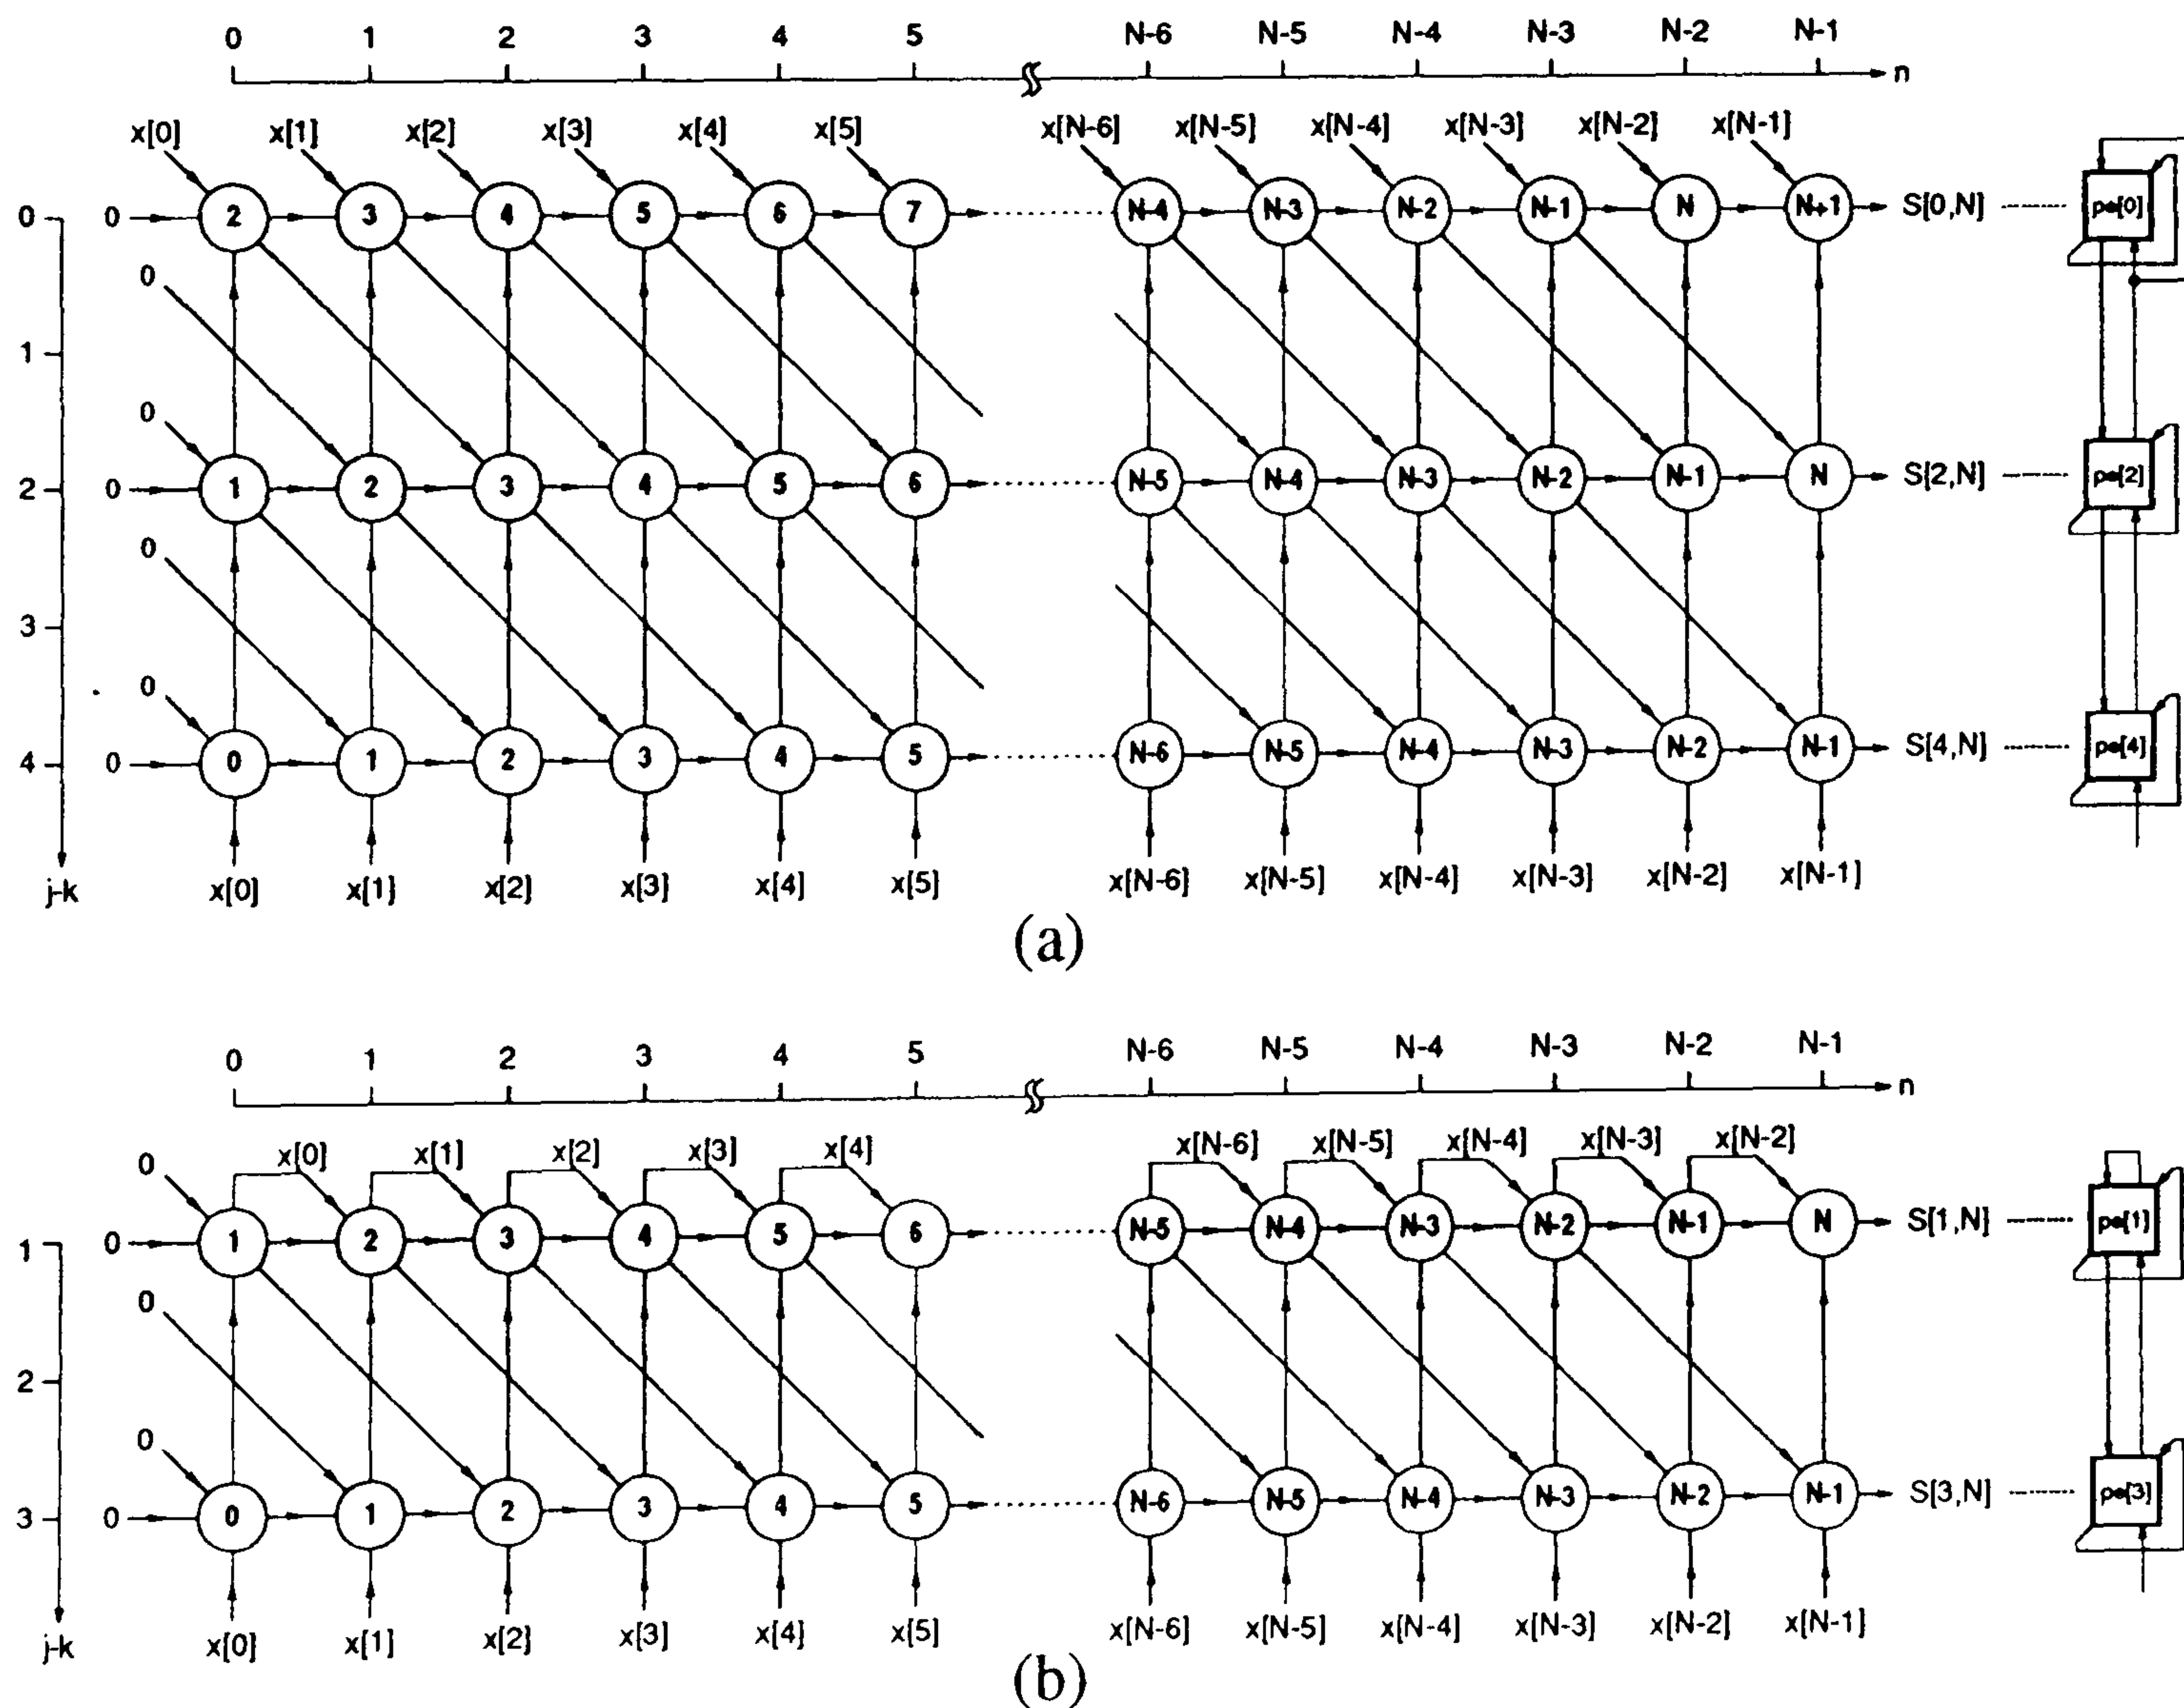 0 1 2 3 4 5 N-6 N-5 N-4 N-3 N-2 N-1
n
x[0] x[1] x[2] x[3] x[4] x[5] x[N-6] x[N-5] x[N-4] x[N-3] x[N-2] x[N-1]
0 0 2 3 4 5 6 7 N-4 N-3 N-2 N-1 N N+1 S[0,N] pe[0]
0
1
0
2 0 1 2 3 4 5 6 N-5 N-4 N-3 N-2 N-1 N S[2,N] pe[2]
0
3
0
4 0 0 1 2 3 4 5 N-6 N-5 N-4 N-3 N-2 N-1 S[4,N] pe[4]
j-k x[0] x[1] x[2] x[3] x[4] x[5] x[N-6] x[N-5] x[N-4] x[N-3] x[N-2] x[N-1]
(a)
0 1 2 3 4 5 N-6 N-5 N-4 N-3 N-2 N-1
n
0 x[0] x[1] x[2] x[3] x[4] x[N-6] x[N-5] x[N-4] x[N-3] x[N-2]
1 0 1 2 3 4 5 6 N-5 N-4 N-3 N-2 N-1 N S[1,N] pe[1]
0
2
0
3 0 0 1 2 3 4 5 N-6 N-5 N-4 N-3 N-2 N-1 S[3,N] pe[3]
j-k x[0] x[1] x[2] x[3] x[4] x[5] x[N-6] x[N-5] x[N-4] x[N-3] x[N-2] x[N-1]
(b)